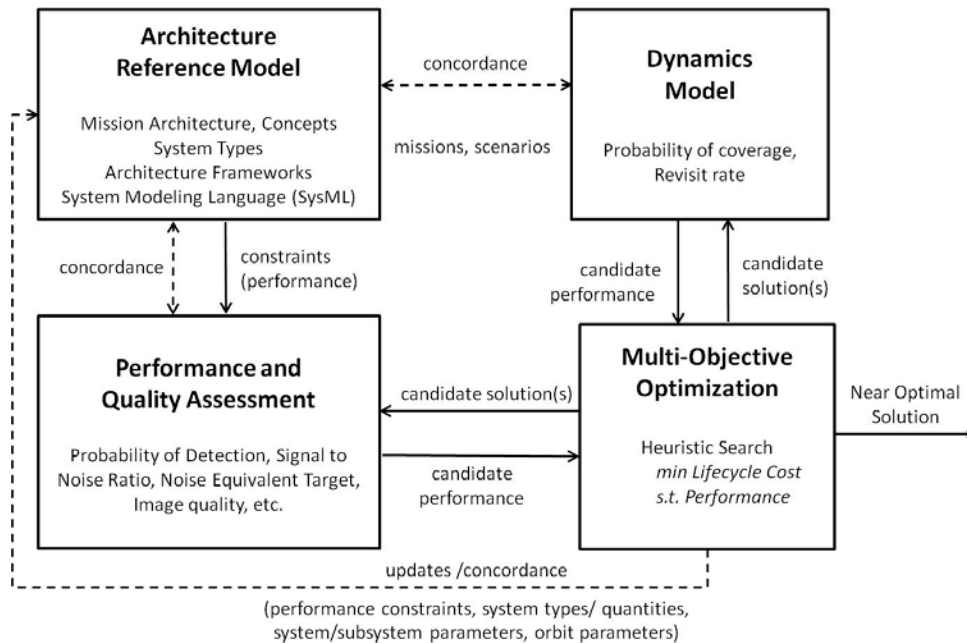 Architecture
Reference Model
Mission Architecture, Concepts
System Types
Architecture Frameworks
System Modeling Language (SysML)
concordance
missions, scenarios
Dynamics
Model
Probability of coverage,
Revisit rate
concordance
constraints
(performance)
candidate
performance
candidate
solution(s)
Performance and
Quality Assessment
Probability of Detection, Signal to
Noise Ratio, Noise Equivalent Target,
Image quality, etc.
candidate solution(s)
candidate
performance
Multi-Objective
Optimization
Heuristic Search
min Lifecycle Cost
s.t. Performance
Near Optimal
Solution
updates /concordance
(performance constraints, system types/ quantities,
system/subsystem parameters, orbit parameters)